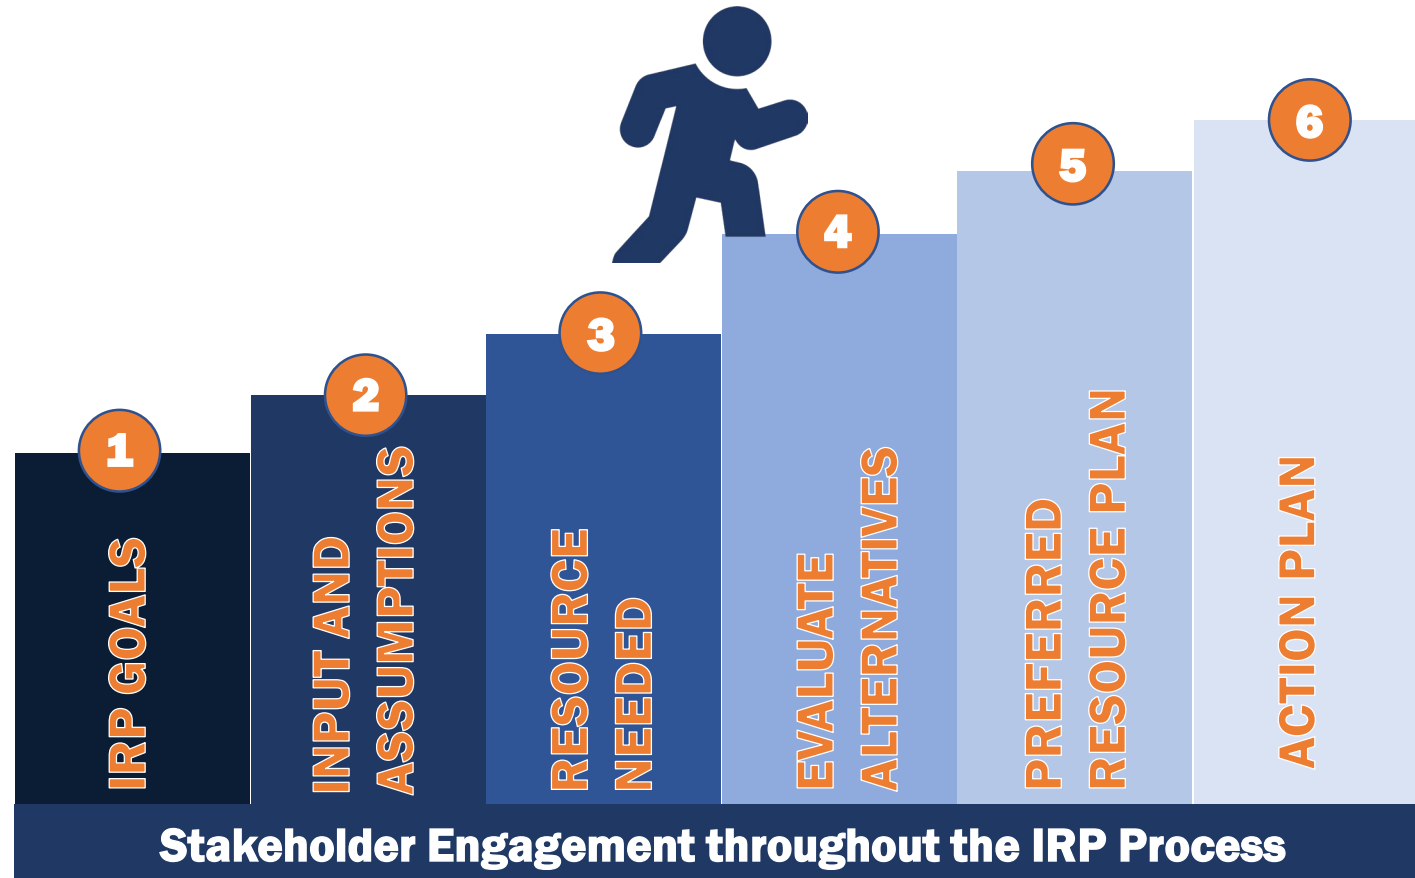 1
IRP GOALS
2
INPUT AND
ASSUMPTIONS
3
RESOURCE
NEEDED
4
EVALUATE
ALTERNATIVES
5
PREFERRED
RESOURCE PLAN
6
ACTION PLAN
Stakeholder Engagement throughout the IRP Process